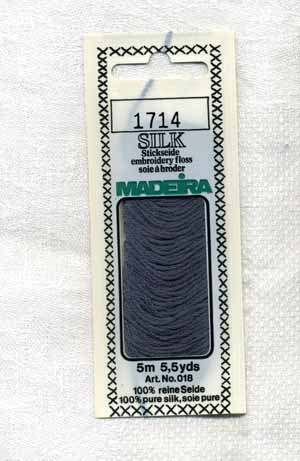 1714
SILK
Stickseide
embroidery floss
soie à broder
MADEIRA
5m 5,5yds
Art. No. 018
100% reine Seide
100% pure silk, soie pure